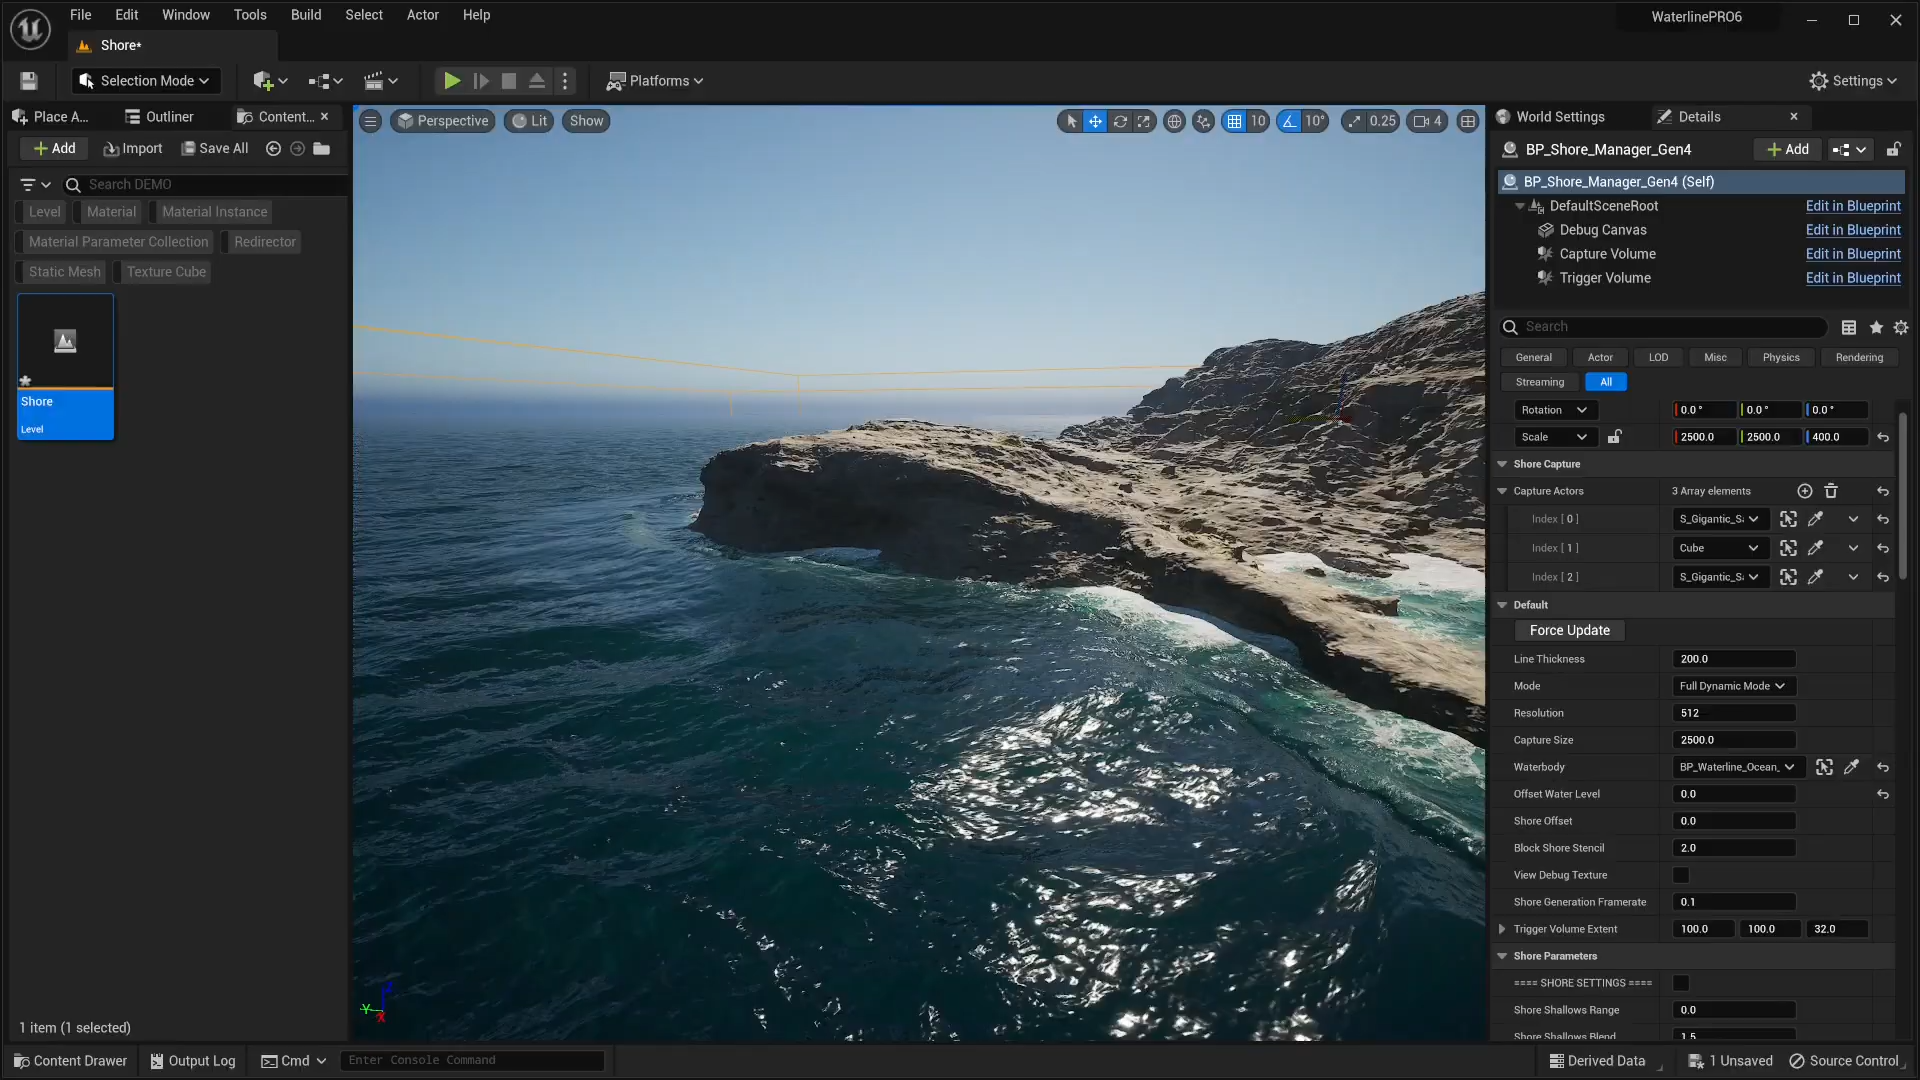 File Edit Window Tools Build Select Actor Help
WaterlinePRO6
Shore*
Selection Mode
Platforms
Settings
Place A...
Outliner
Content...
Add
Import
Save All
Search DEMO
Level
Material
Material Instance
Material Parameter Collection
Redirector
Static Mesh
Texture Cube
Shore
Level
1 item (1 selected)
Perspective
Lit
Show
10
10°
0.25
4
Y
X
Z
World Settings
Details
BP_Shore_Manager_Gen4
Add
BP_Shore_Manager_Gen4 (Self)
DefaultSceneRoot Edit in Blueprint
Debug Canvas Edit in Blueprint
Capture Volume Edit in Blueprint
Trigger Volume Edit in Blueprint
Search
General Actor LOD Misc Physics Rendering
Streaming All
Rotation 0.0 ° 0.0 ° 0.0 °
Scale 2500.0 2500.0 400.0
Shore Capture
Capture Actors 3 Array elements
Index [ 0 ] S_Gigantic_Sa
Index [ 1 ] Cube
Index [ 2 ] S_Gigantic_Sa
Default
Force Update
Line Thickness 200.0
Mode Full Dynamic Mode
Resolution 512
Capture Size 2500.0
Waterbody BP_Waterline_Ocean_
Offset Water Level 0.0
Shore Offset 0.0
Block Shore Stencil 2.0
View Debug Texture
Shore Generation Framerate 0.1
Trigger Volume Extent 100.0 100.0 32.0
Shore Parameters
==== SHORE SETTINGS ====
Shore Shallows Range 0.0
Shore Shallows Blend 1.5
Content Drawer
Output Log
Cmd
Enter Console Command
Derived Data
1 Unsaved
Source Control